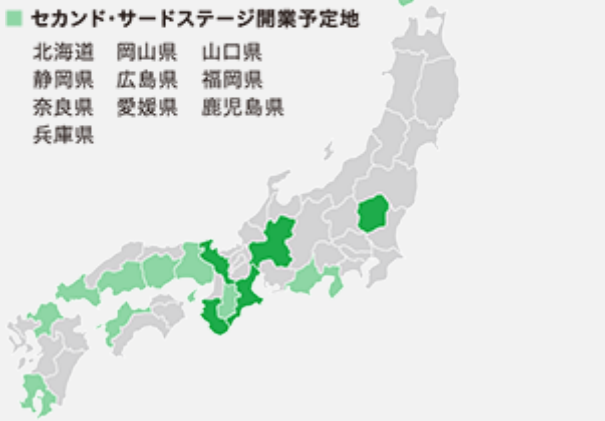 セカンド・サードステージ開業予定地
北海道 岡山県 山口県
静岡県 広島県 福岡県
奈良県 愛媛県 鹿児島県
兵庫県